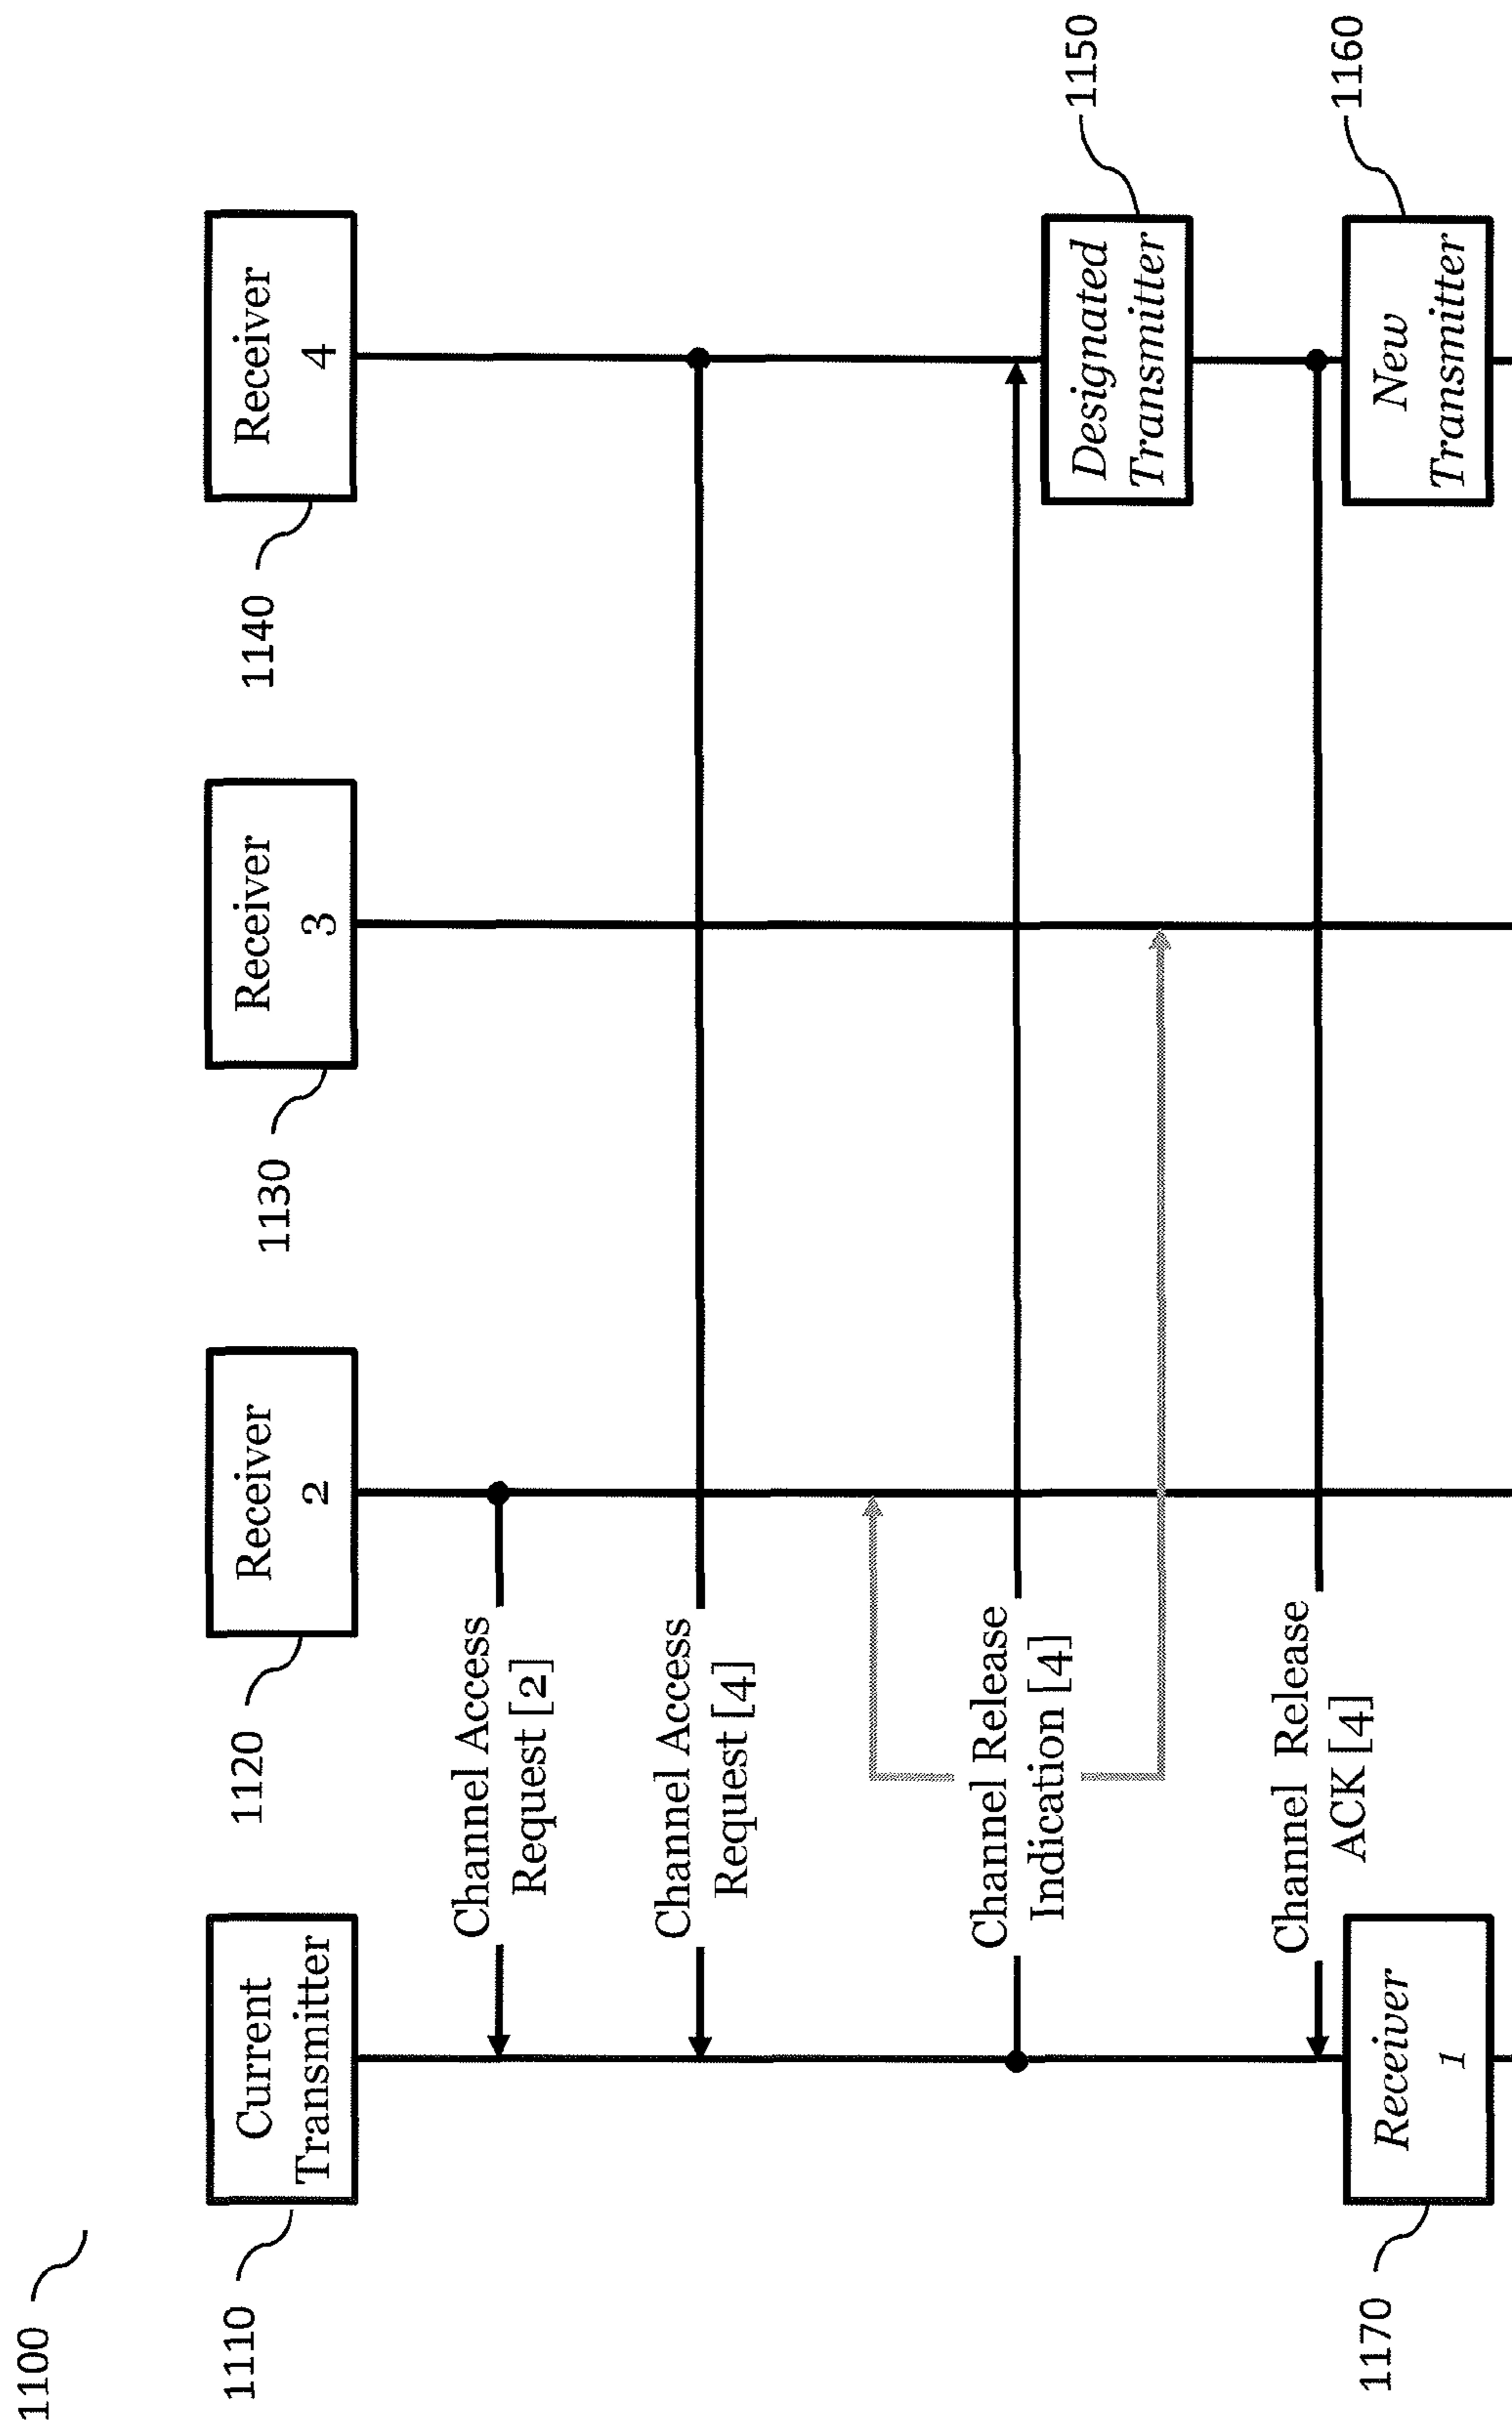 1100
1110
Current
Transmitter
1120
Receiver
2
1130
Receiver
3
1140
Receiver
4
Channel Access
Request [2]
Channel Access
Request [4]
Channel Release
Indication [4]
Designated
Transmitter
1150
Channel Release
ACK [4]
1170
Receiver
1
New
Transmitter
1160